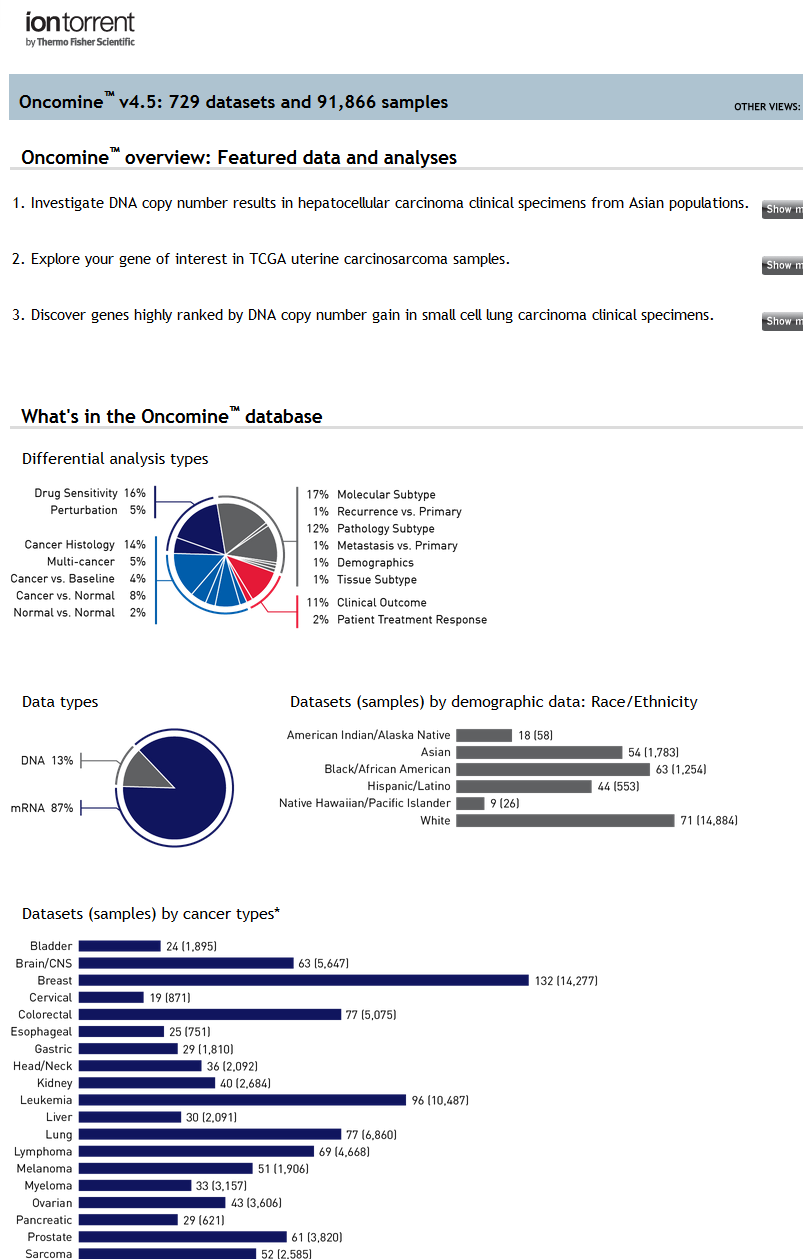 iontorrent
by Thermo Fisher Scientific
Oncomine™ v4.5: 729 datasets and 91,866 samples
OTHER VIEWS:
Oncomine™ overview: Featured data and analyses
1. Investigate DNA copy number results in hepatocellular carcinoma clinical specimens from Asian populations.
Show m
2. Explore your gene of interest in TCGA uterine carcinosarcoma samples.
Show m
3. Discover genes highly ranked by DNA copy number gain in small cell lung carcinoma clinical specimens.
Show m
What's in the Oncomine™ database
Differential analysis types
Drug Sensitivity 16%
Perturbation 5%
Cancer Histology 14%
Multi-cancer 5%
Cancer vs. Baseline 4%
Cancer vs. Normal 8%
Normal vs. Normal 2%
17% Molecular Subtype
1% Recurrence vs. Primary
12% Pathology Subtype
1% Metastasis vs. Primary
1% Demographics
1% Tissue Subtype
11% Clinical Outcome
2% Patient Treatment Response
Data types
DNA 13%
mRNA 87%
Datasets (samples) by demographic data: Race/Ethnicity
American Indian/Alaska Native 18 (58)
Asian 54 (1,783)
Black/African American 63 (1,254)
Hispanic/Latino 44 (553)
Native Hawaiian/Pacific Islander 9 (26)
White 71 (14,884)
Datasets (samples) by cancer types*
Bladder 24 (1,895)
Brain/CNS 63 (5,647)
Breast 132 (14,277)
Cervical 19 (871)
Colorectal 77 (5,075)
Esophageal 25 (751)
Gastric 29 (1,810)
Head/Neck 36 (2,092)
Kidney 40 (2,684)
Leukemia 96 (10,487)
Liver 30 (2,091)
Lung 77 (6,860)
Lymphoma 69 (4,668)
Melanoma 51 (1,906)
Myeloma 33 (3,157)
Ovarian 43 (3,606)
Pancreatic 29 (621)
Prostate 61 (3,820)
Sarcoma 52 (2,585)